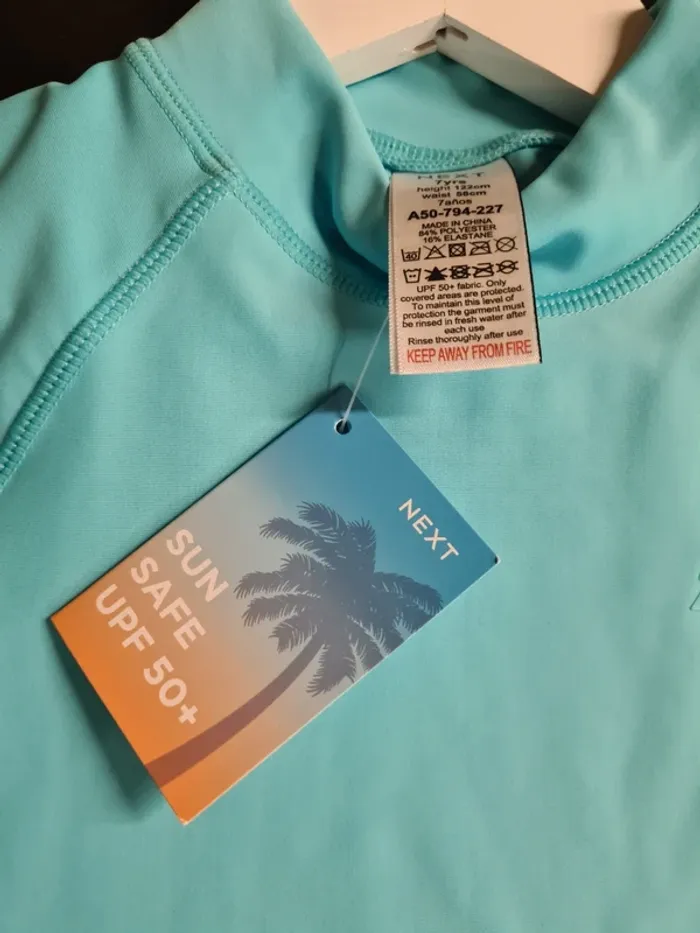 NEXT
7yrs
height 122cm
waist 58cm
7años
A50-794-227
MADE IN CHINA
84% POLYESTER
16% ELASTANE
40
UPF 50+ fabric. Only
covered areas are protected.
To maintain this level of
protection the garment must
be rinsed in fresh water after
each use
Rinse thoroughly after use
KEEP AWAY FROM FIRE
NEXT
SUN
SAFE
UPF 50+